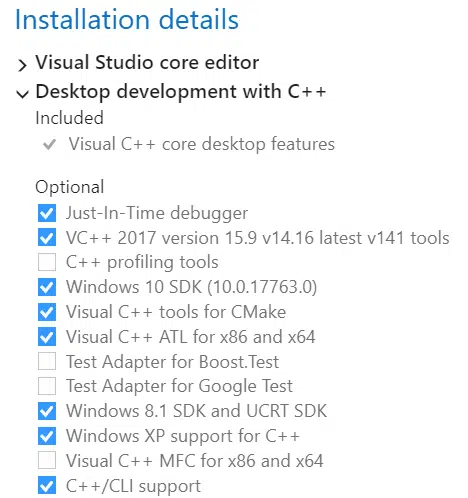 Installation details
Visual Studio core editor
Desktop development with C++
Included
Visual C++ core desktop features
Optional
Just-In-Time debugger
VC++ 2017 version 15.9 v14.16 latest v141 tools
C++ profiling tools
Windows 10 SDK (10.0.17763.0)
Visual C++ tools for CMake
Visual C++ ATL for x86 and x64
Test Adapter for Boost.Test
Test Adapter for Google Test
Windows 8.1 SDK and UCRT SDK
Windows XP support for C++
Visual C++ MFC for x86 and x64
C++/CLI support